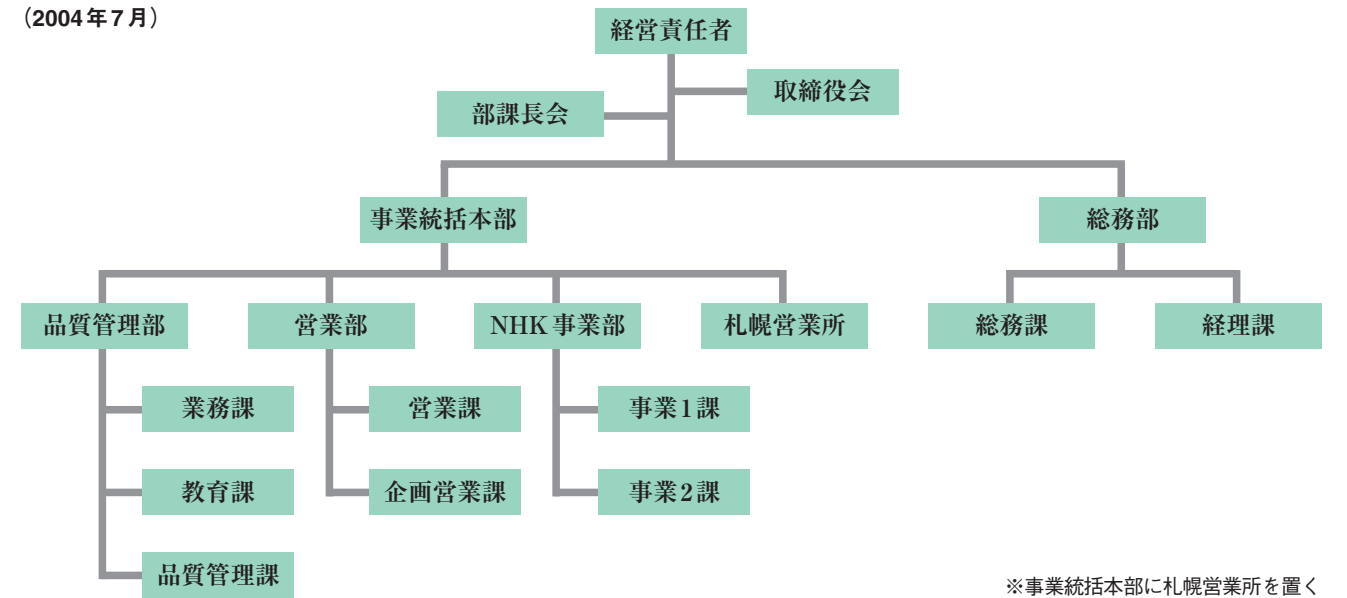 （2004年7月）
経営責任者
取締役会
部課長会
事業統括本部
総務部
品質管理部
営業部
NHK事業部
札幌営業所
総務課
経理課
業務課
営業課
事業1課
教育課
企画営業課
事業2課
品質管理課
※事業統括本部に札幌営業所を置く